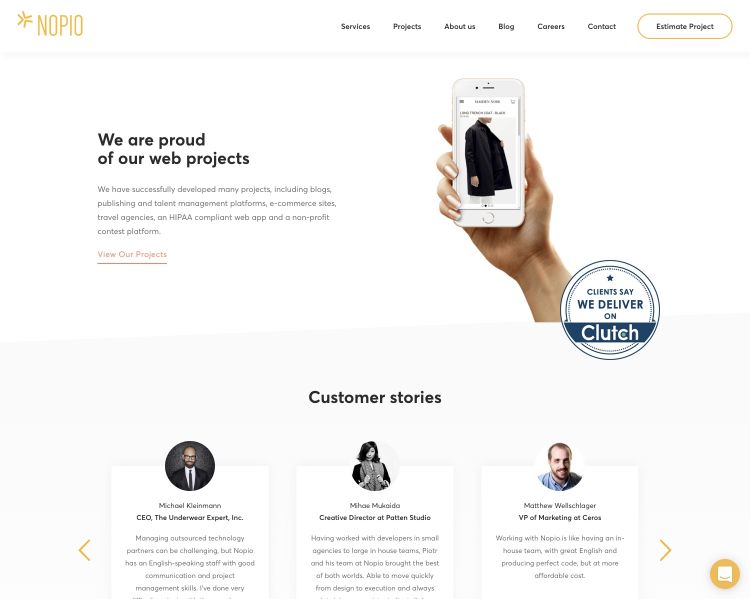 NOPIO
Services
Projects
About us
Blog
Careers
Contact
Estimate Project
We are proud
of our web projects
We have successfully developed many projects, including blogs,
publishing and talent management platforms, e-commerce sites,
travel agencies, an HIPAA compliant web app and a non-profit
contest platform.
View Our Projects
LONG TRENCH COAT - BLACK
CLIENTS SAY
WE DELIVER
ON
Clutch
Customer stories
Michael Kleinmann
CEO, The Underwear Expert, Inc.
Managing outsourced technology
partners can be challenging, but Nopio
has an English-speaking staff with good
communication and project
management skills. I've done very
Mihae Mukaida
Creative Director at Patten Studio
Having worked with developers in small
agencies to large in house teams, Piotr
and his team at Nopio brought the best
of both worlds. Able to move quickly
from design to execution and always
Matthew Wellschlager
VP of Marketing at Ceros
Working with Nopio is like having an in-
house team, with great English and
producing perfect code, but at more
affordable cost.